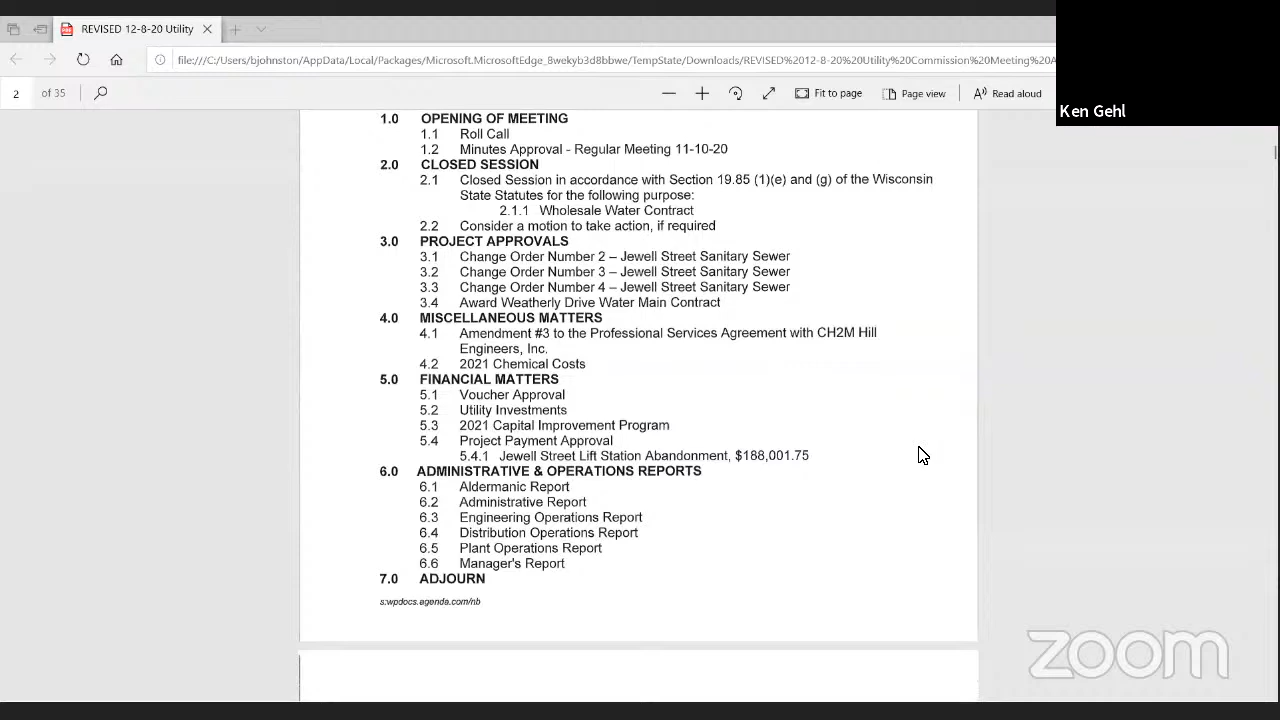 REVISED 12-8-20 Utility
file:///C:/Users/bjohnston/AppData/Local/Packages/Microsoft.MicrosoftEdge_8wekyb3d8bbwe/TempState/Downloads/REVISED%2012-8-20%20Utility%20Commission%20Meeting%20A
Ken Gehl
2 of 35
Fit to page
Page view
Read aloud
1.0 OPENING OF MEETING
1.1 Roll Call
1.2 Minutes Approval - Regular Meeting 11-10-20
2.0 CLOSED SESSION
2.1 Closed Session in accordance with Section 19.85 (1)(e) and (g) of the Wisconsin
State Statutes for the following purpose:
2.1.1 Wholesale Water Contract
2.2 Consider a motion to take action, if required
3.0 PROJECT APPROVALS
3.1 Change Order Number 2 – Jewell Street Sanitary Sewer
3.2 Change Order Number 3 – Jewell Street Sanitary Sewer
3.3 Change Order Number 4 – Jewell Street Sanitary Sewer
3.4 Award Weatherly Drive Water Main Contract
4.0 MISCELLANEOUS MATTERS
4.1 Amendment #3 to the Professional Services Agreement with CH2M Hill
Engineers, Inc.
4.2 2021 Chemical Costs
5.0 FINANCIAL MATTERS
5.1 Voucher Approval
5.2 Utility Investments
5.3 2021 Capital Improvement Program
5.4 Project Payment Approval
5.4.1 Jewell Street Lift Station Abandonment, $188,001.75
6.0 ADMINISTRATIVE & OPERATIONS REPORTS
6.1 Aldermanic Report
6.2 Administrative Report
6.3 Engineering Operations Report
6.4 Distribution Operations Report
6.5 Plant Operations Report
6.6 Manager's Report
7.0 ADJOURN
s:wpdocs.agenda.com/nb
zoom